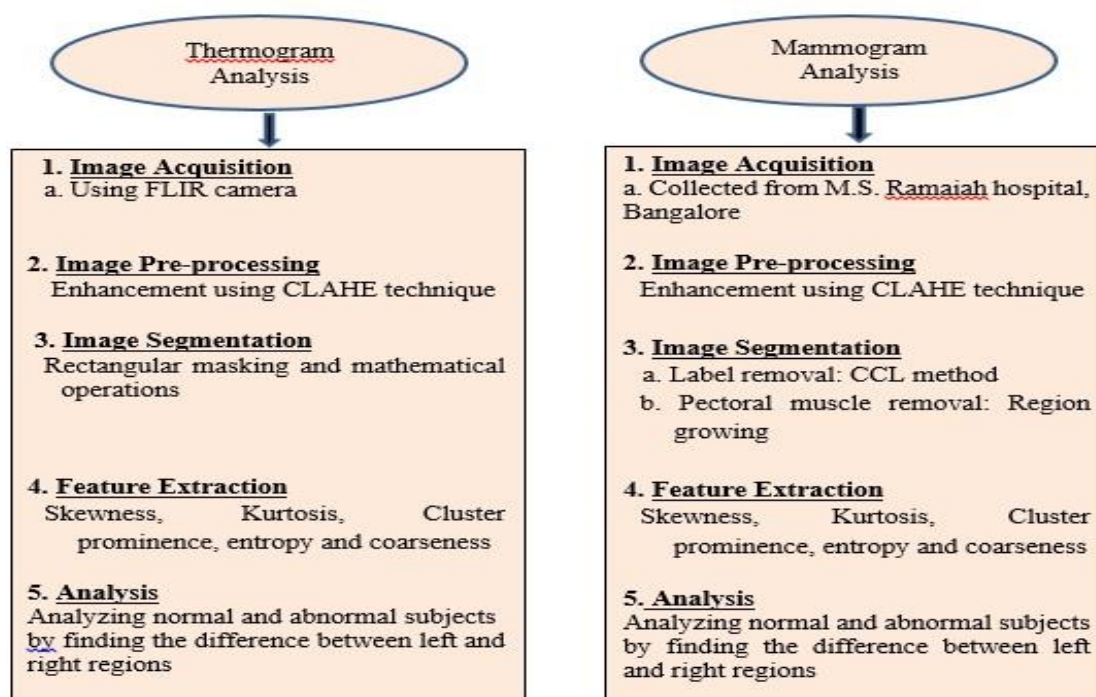 Thermogram
Analysis
1. Image Acquisition
a. Using FLIR camera
2. Image Pre-processing
Enhancement using CLAHE technique
3. Image Segmentation
Rectangular masking and mathematical
operations
4. Feature Extraction
Skewness, Kurtosis, Cluster
prominence, entropy and coarseness
5. Analysis
Analyzing normal and abnormal subjects
by finding the difference between left and
right regions
Mammogram
Analysis
1. Image Acquisition
a. Collected from M.S. Ramaiah hospital,
Bangalore
2. Image Pre-processing
Enhancement using CLAHE technique
3. Image Segmentation
a. Label removal: CCL method
b. Pectoral muscle removal: Region
growing
4. Feature Extraction
Skewness, Kurtosis, Cluster
prominence, entropy and coarseness
5. Analysis
Analyzing normal and abnormal subjects
by finding the difference between left
and right regions